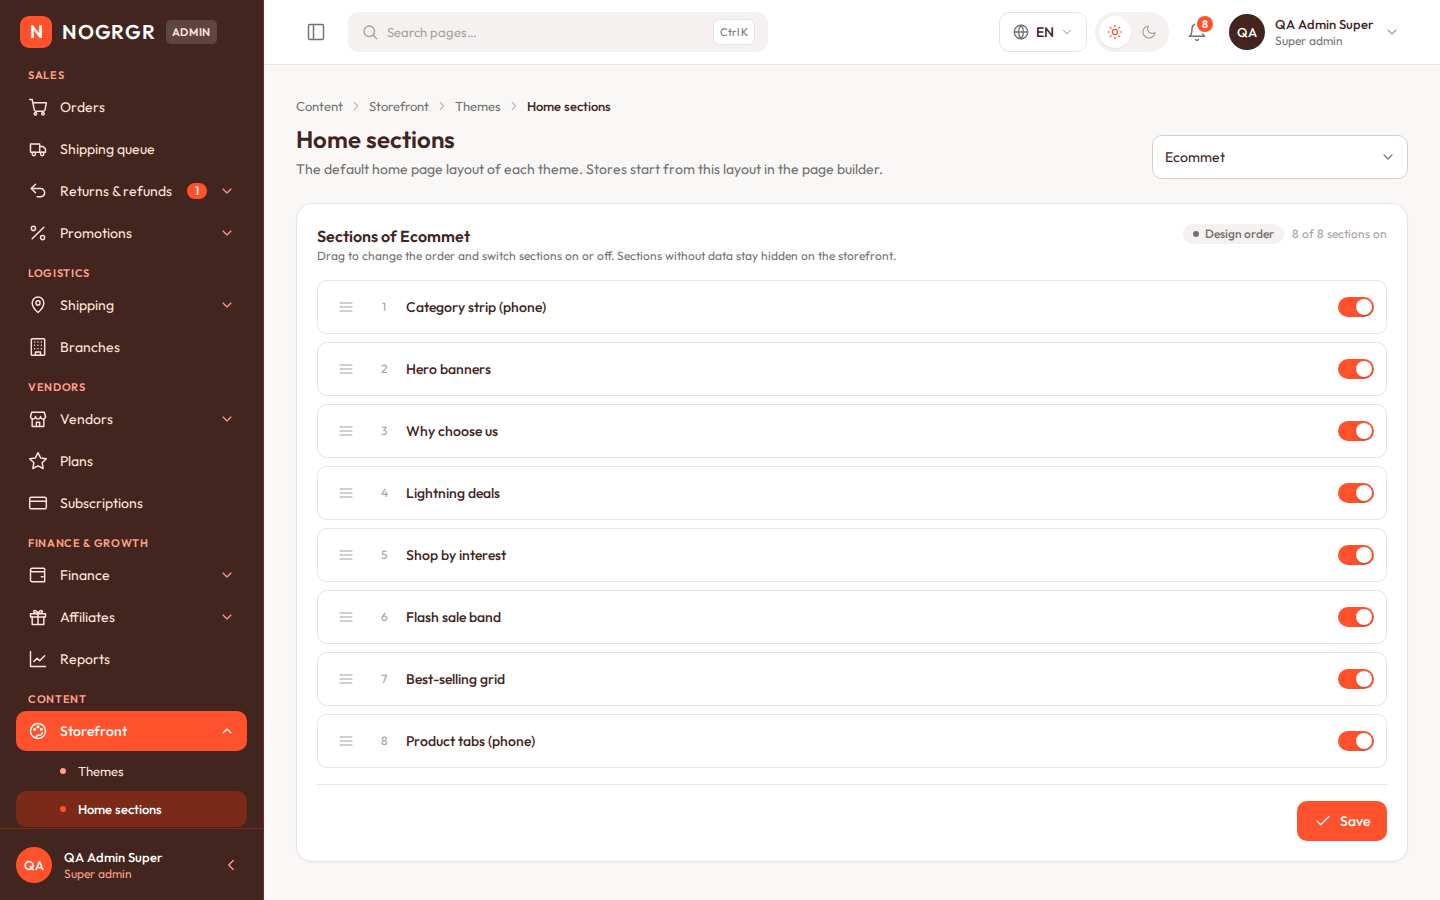 N NOGRGR ADMIN
SALES
Orders
Shipping queue
Returns & refunds 1
Promotions
LOGISTICS
Shipping
Branches
VENDORS
Vendors
Plans
Subscriptions
FINANCE & GROWTH
Finance
Affiliates
Reports
CONTENT
Storefront
Themes
Home sections
QA QA Admin Super
Super admin
Search pages... Ctrl K
EN
8
QA QA Admin Super
Super admin
Content > Storefront > Themes > Home sections
Home sections
The default home page layout of each theme. Stores start from this layout in the page builder.
Ecommet
Sections of Ecommet
Drag to change the order and switch sections on or off. Sections without data stay hidden on the storefront.
Design order 8 of 8 sections on
1 Category strip (phone)
2 Hero banners
3 Why choose us
4 Lightning deals
5 Shop by interest
6 Flash sale band
7 Best-selling grid
8 Product tabs (phone)
Save